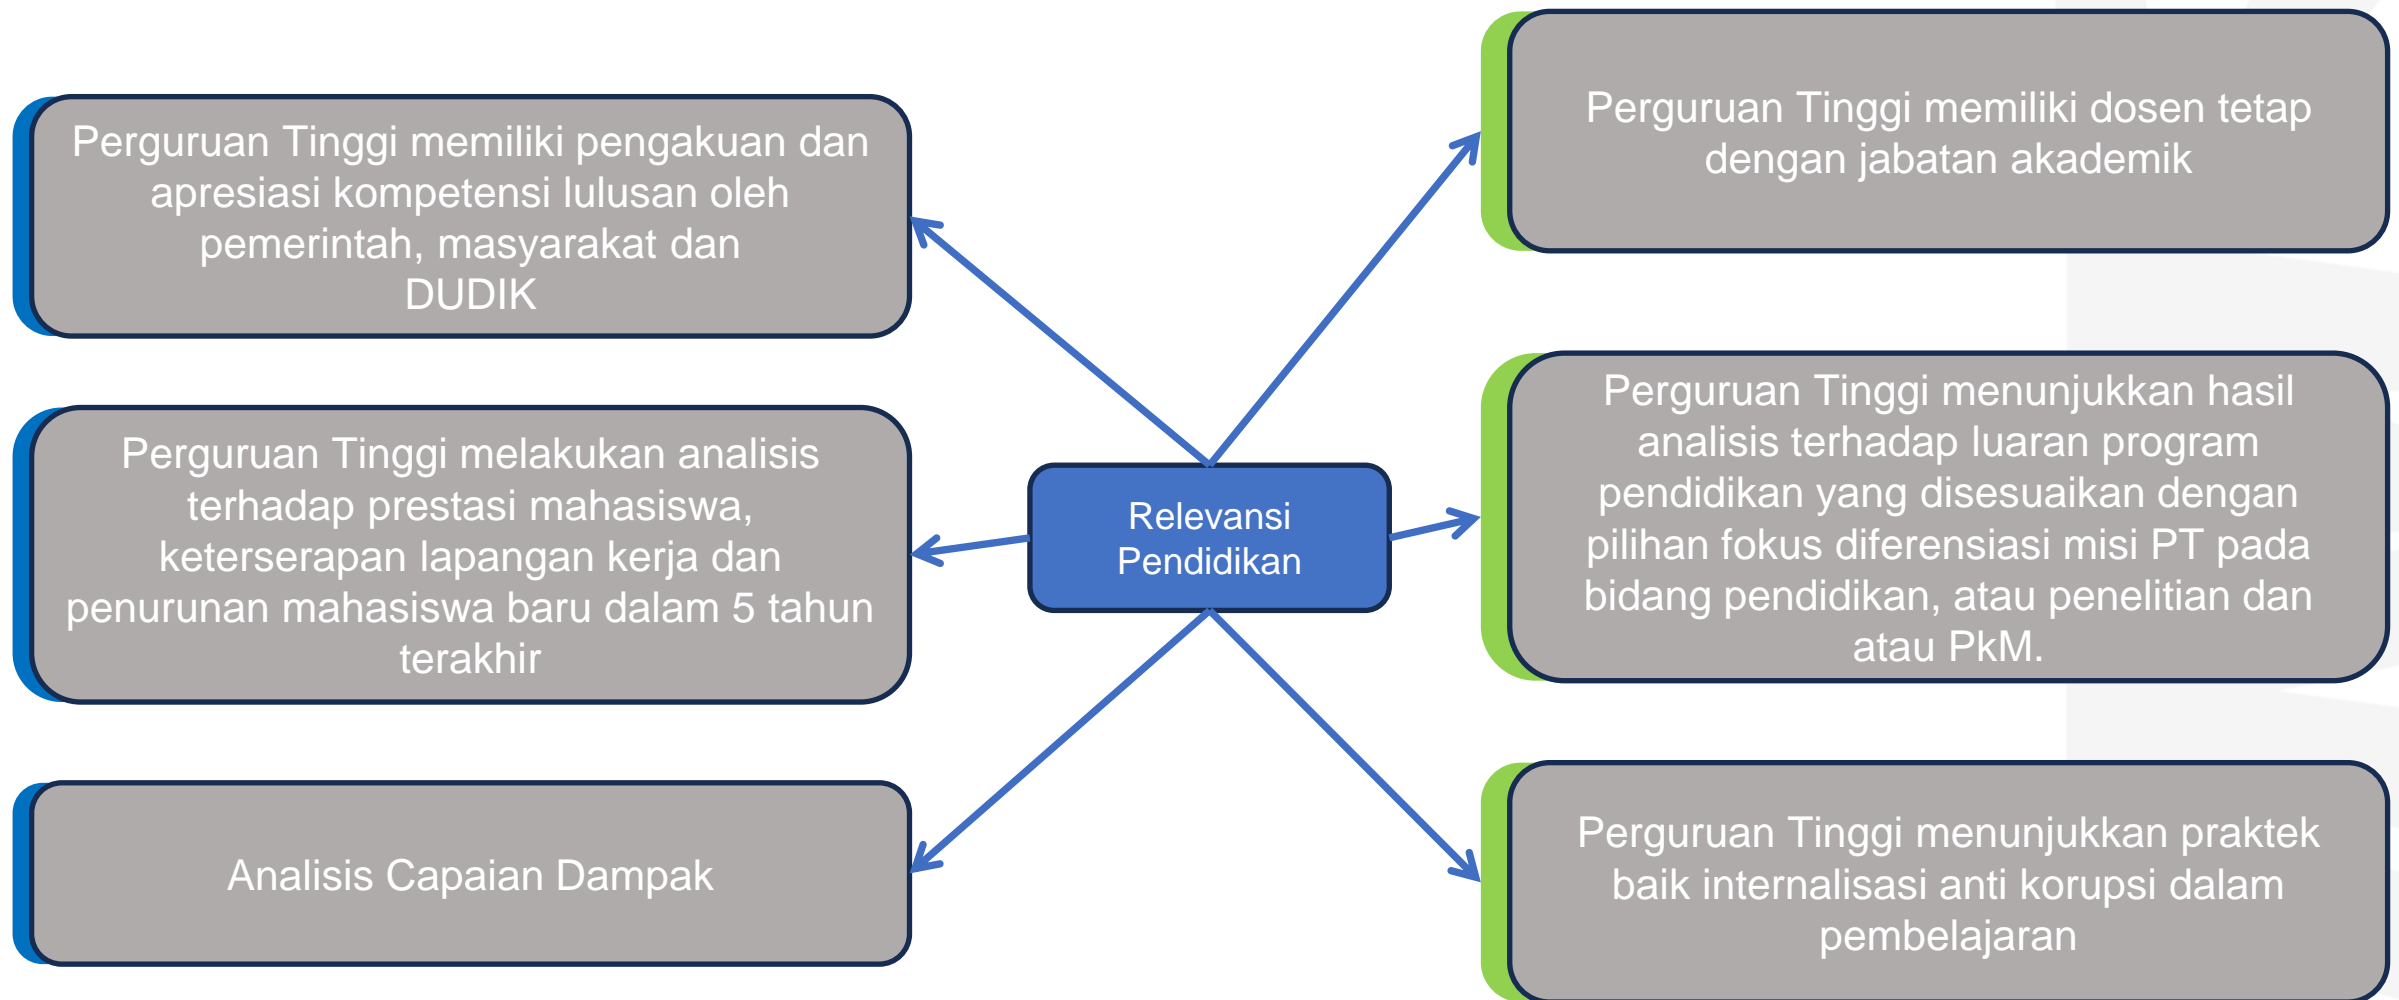 Perguruan Tinggi memiliki pengakuan dan
apresiasi kompetensi lulusan oleh
pemerintah, masyarakat dan
DUDIK
Perguruan Tinggi melakukan analisis
terhadap prestasi mahasiswa,
keterserapan lapangan kerja dan
penurunan mahasiswa baru dalam 5 tahun
terakhir
Analisis Capaian Dampak
Relevansi
Pendidikan
Perguruan Tinggi memiliki dosen tetap
dengan jabatan akademik
Perguruan Tinggi menunjukkan hasil
analisis terhadap luaran program
pendidikan yang disesuaikan dengan
pilihan fokus diferensiasi misi PT pada
bidang pendidikan, atau penelitian dan
atau PkM.
Perguruan Tinggi menunjukkan praktek
baik internalisasi anti korupsi dalam
pembelajaran